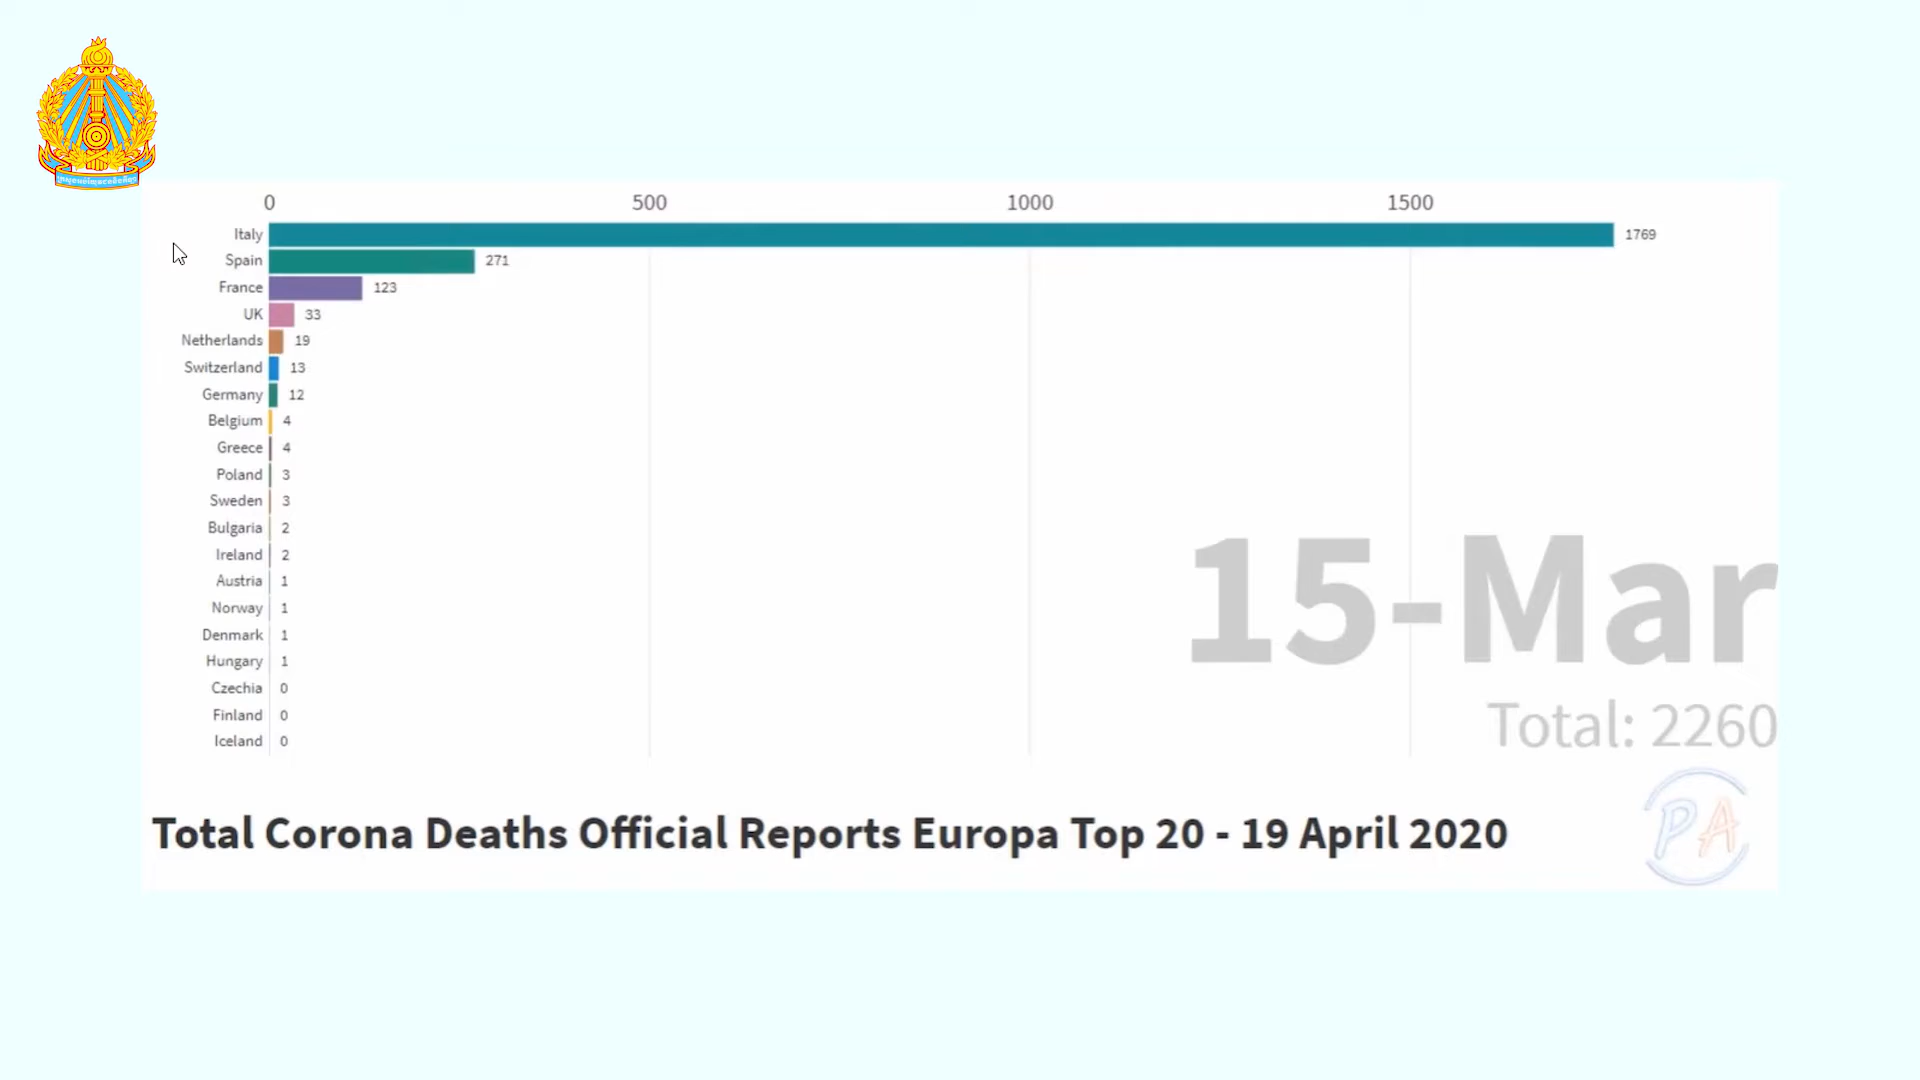 0 500 1000 1500
Italy 1769
Spain 271
France 123
UK 33
Netherlands 19
Switzerland 13
Germany 12
Belgium 4
Greece 4
Poland 3
Sweden 3
Bulgaria 2
Ireland 2
Austria 1
Norway 1
Denmark 1
Hungary 1
Czechia 0
Finland 0
Iceland 0
15-Mar
Total: 2260
Total Corona Deaths Official Reports Europa Top 20 - 19 April 2020
PA